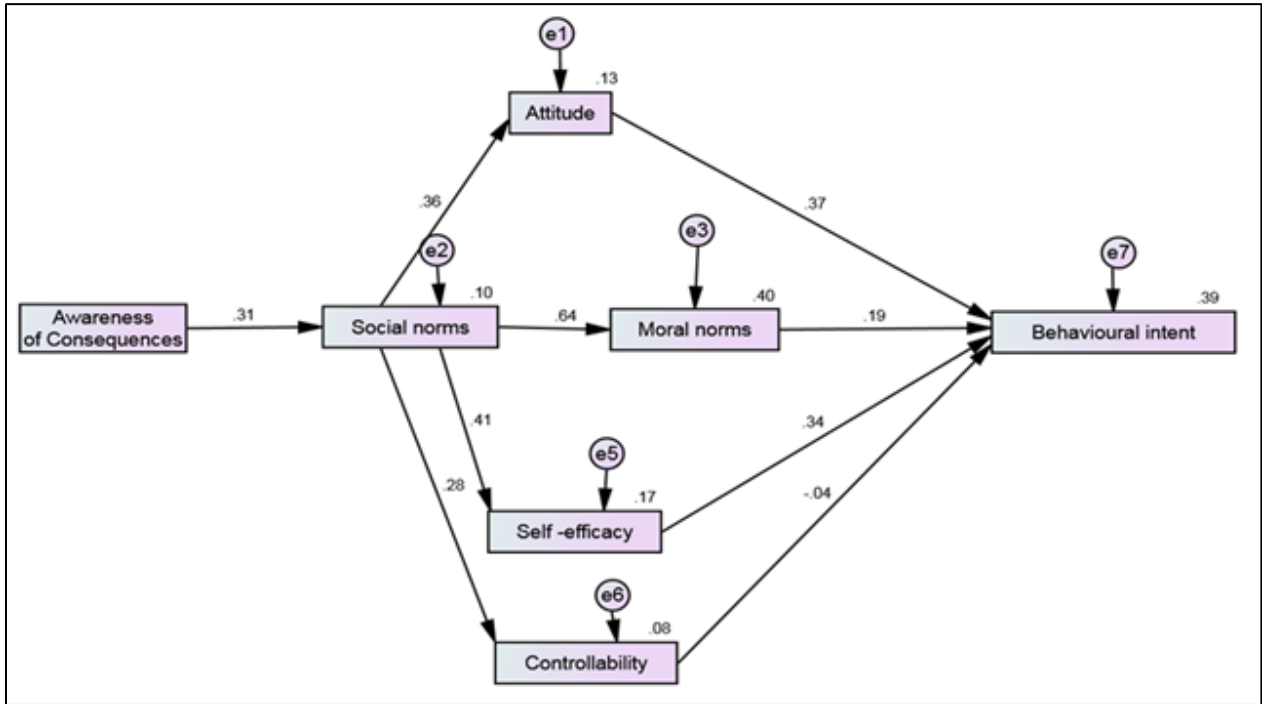 e1
.13
Attitude
.36
.37
e2
e3
e7
.10
.40
.39
Awareness
of Consequences
.31
Social norms
.64
Moral norms
.19
Behavioural intent
.41
.34
e5
.28
.17
-.04
Self -efficacy
e6
.08
Controllability